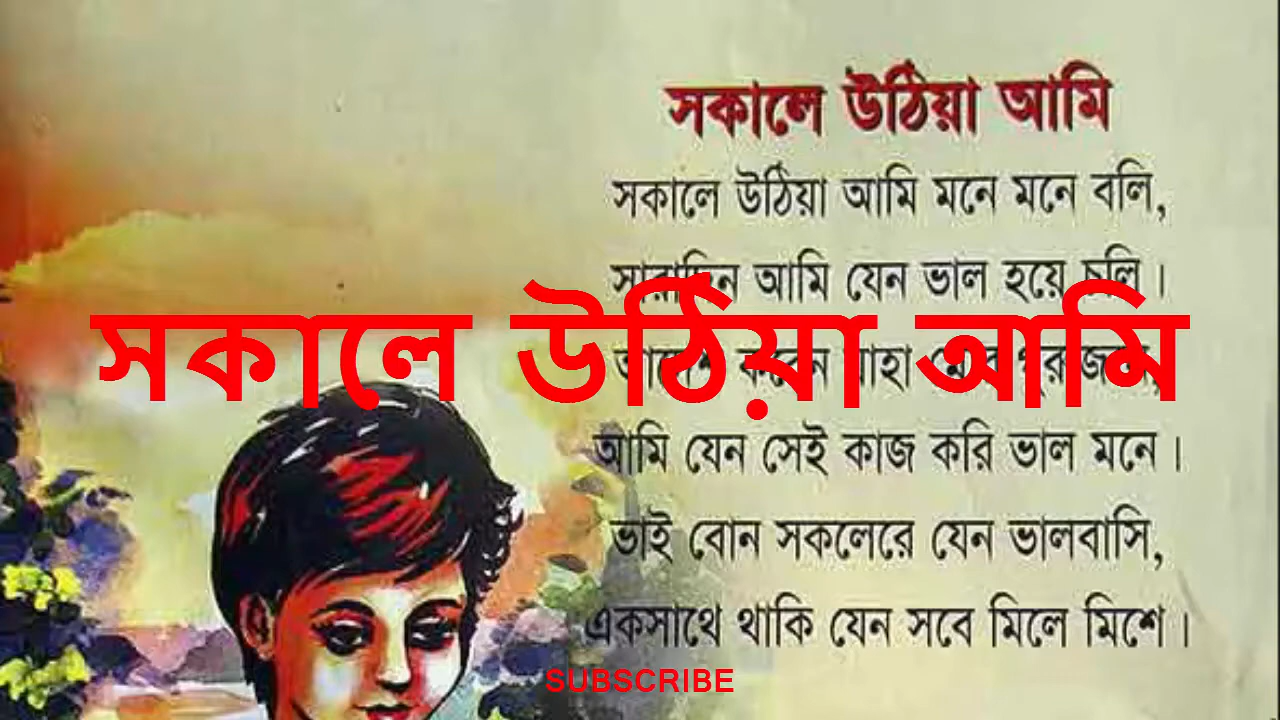 সকালে উঠিয়া আমি
সকালে উঠিয়া আমি মনে মনে বলি,
সারাদিন আমি যেন ভাল হয়ে চলি।
সকালে উঠিয়া আমি
যাহা
আমি যেন সেই কাজ করি ভাল মনে।
ভাই বোন সকলেরে যেন ভালবাসি,
একসাথে থাকি যেন সবে মিলে মিশে।
SUBSCRIBE